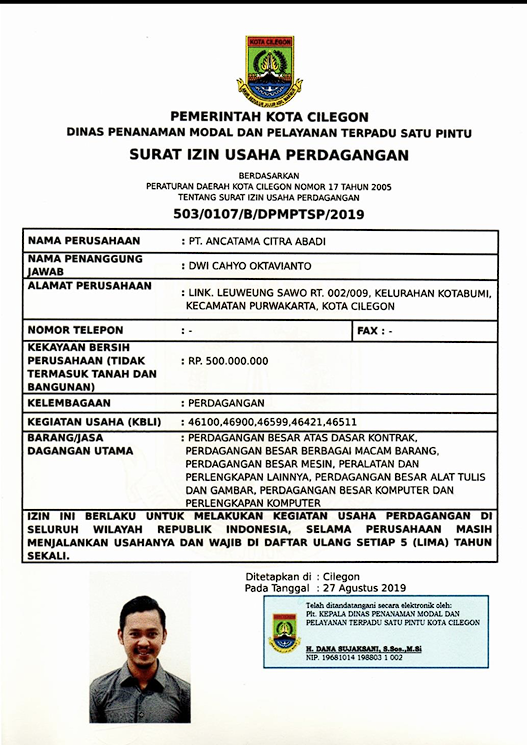 KOTA CILEGON
PEMERINTAH KOTA CILEGON
DINAS PENANAMAN MODAL DAN PELAYANAN TERPADU SATU PINTU
SURAT IZIN USAHA PERDAGANGAN
BERDASARKAN
PERATURAN DAERAH KOTA CILEGON NOMOR 17 TAHUN 2005
TENTANG SURAT IZIN USAHA PERDAGANGAN
503/0107/B/DPMPTSP/2019
NAMA PERUSAHAAN : PT. ANCATAMA CITRA ABADI
NAMA PENANGGUNG
JAWAB : DWI CAHYO OKTAVIANTO
ALAMAT PERUSAHAAN : LINK. LEUWEUNG SAWO RT. 002/009, KELURAHAN KOTABUMI,
KECAMATAN PURWAKARTA, KOTA CILEGON
NOMOR TELEPON : - FAX : -
KEKAYAAN BERSIH
PERUSAHAAN (TIDAK : RP. 500.000.000
TERMASUK TANAH DAN
BANGUNAN)
KELEMBAGAAN : PERDAGANGAN
KEGIATAN USAHA (KBLI) : 46100,46900,46599,46421,46511
BARANG/JASA : PERDAGANGAN BESAR ATAS DASAR KONTRAK,
DAGANGAN UTAMA PERDAGANGAN BESAR BERBAGAI MACAM BARANG,
PERDAGANGAN BESAR MESIN, PERALATAN DAN
PERLENGKAPAN LAINNYA, PERDAGANGAN BESAR ALAT TULIS
DAN GAMBAR, PERDAGANGAN BESAR KOMPUTER DAN
PERLENGKAPAN KOMPUTER
IZIN INI BERLAKU UNTUK MELAKUKAN KEGIATAN USAHA PERDAGANGAN DI
SELURUH WILAYAH REPUBLIK INDONESIA, SELAMA PERUSAHAAN MASIH
MENJALANKAN USAHANYA DAN WAJIB DI DAFTAR ULANG SETIAP 5 (LIMA) TAHUN
SEKALI.
Ditetapkan di : Cilegon
Pada Tanggal : 27 Agustus 2019
Telah ditandatangani secara elektronik oleh:
Plt. KEPALA DINAS PENANAMAN MODAL DAN
PELAYANAN TERPADU SATU PINTU KOTA CILEGON
H. DANA SUJAKSANI, S.Sos.,M.Si
NIP. 19681014 198803 1 002